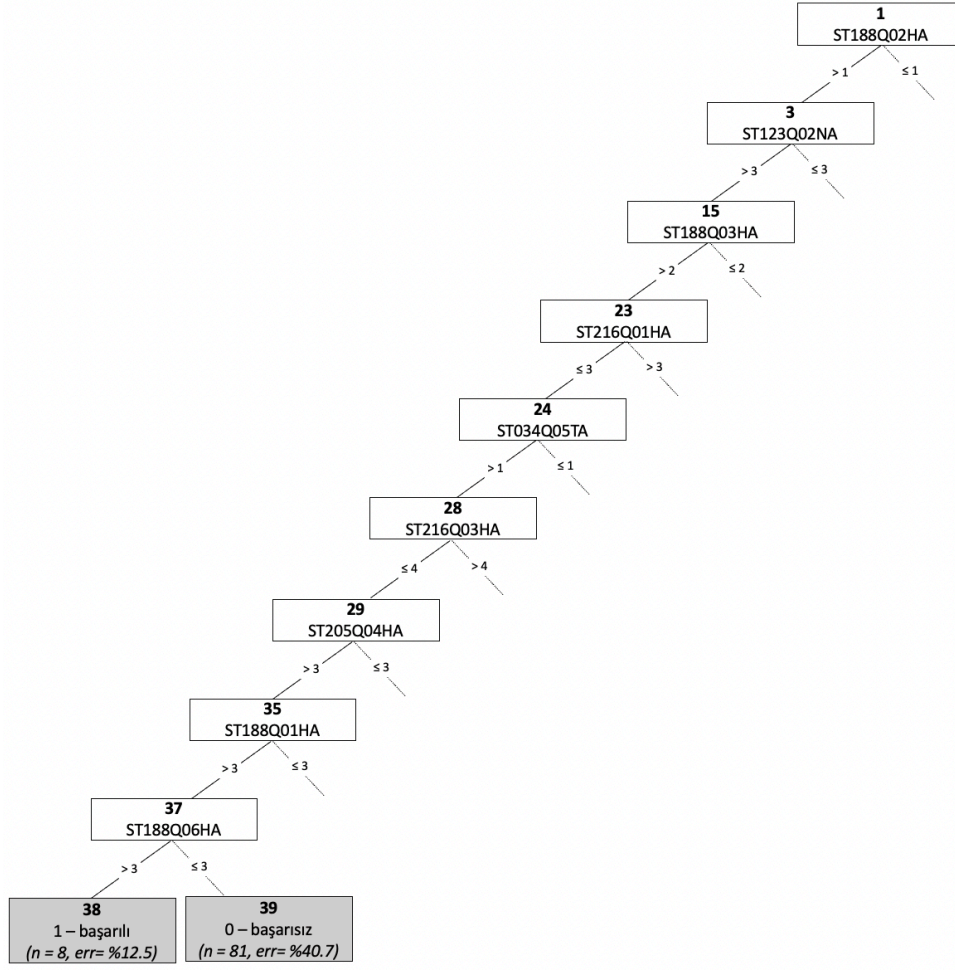 1
ST188Q02HA
> 1
≤ 1
3
ST123Q02NA
> 3
≤ 3
15
ST188Q03HA
> 2
≤ 2
23
ST216Q01HA
≤ 3
> 3
24
ST034Q05TA
> 1
≤ 1
28
ST216Q03HA
≤ 4
> 4
29
ST205Q04HA
> 3
≤ 3
35
ST188Q01HA
> 3
≤ 3
37
ST188Q06HA
> 3
≤ 3
38
1 – başarılı
(n = 8, err= %12.5)
39
0 – başarısız
(n = 81, err= %40.7)